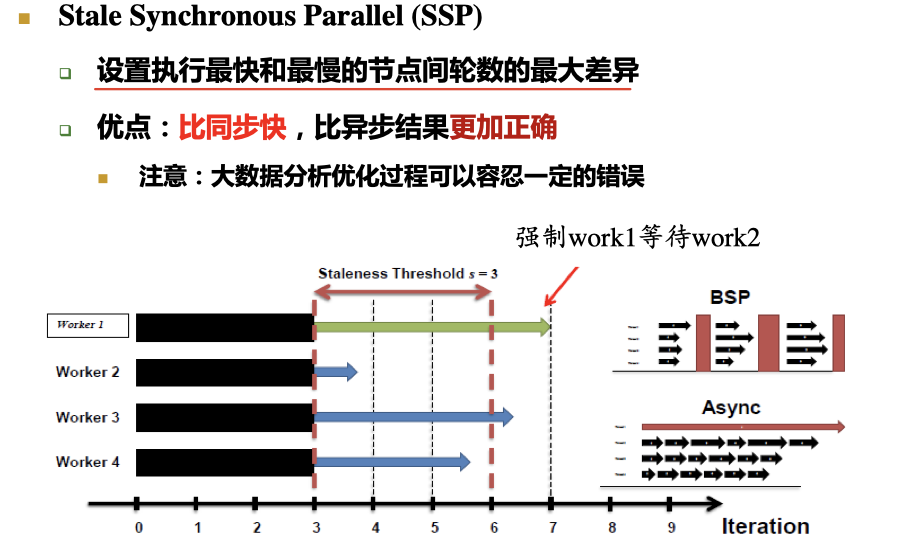 Stale Synchronous Parallel (SSP)
设置执行最快和最慢的节点间轮数的最大差异
优点：比同步快，比异步结果更加正确
注意：大数据分析优化过程可以容忍一定的错误
强制work1等待work2
Staleness Threshold s = 3
Worker 1
Worker 2
Worker 3
Worker 4
BSP
Async
0 1 2 3 4 5 6 7 8 9 Iteration